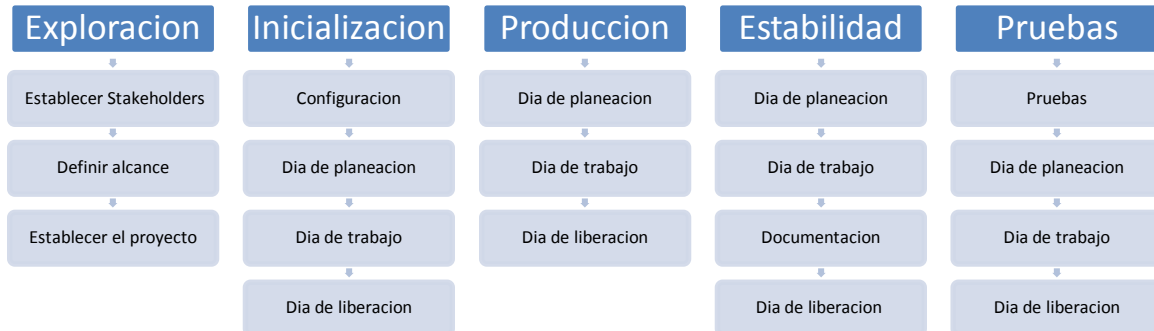 Exploracion
Establecer Stakeholders
Definir alcance
Establecer el proyecto
Inicializacion
Configuracion
Dia de planeacion
Dia de trabajo
Dia de liberacion
Produccion
Dia de planeacion
Dia de trabajo
Dia de liberacion
Estabilidad
Dia de planeacion
Dia de trabajo
Documentacion
Dia de liberacion
Pruebas
Pruebas
Dia de planeacion
Dia de trabajo
Dia de liberacion